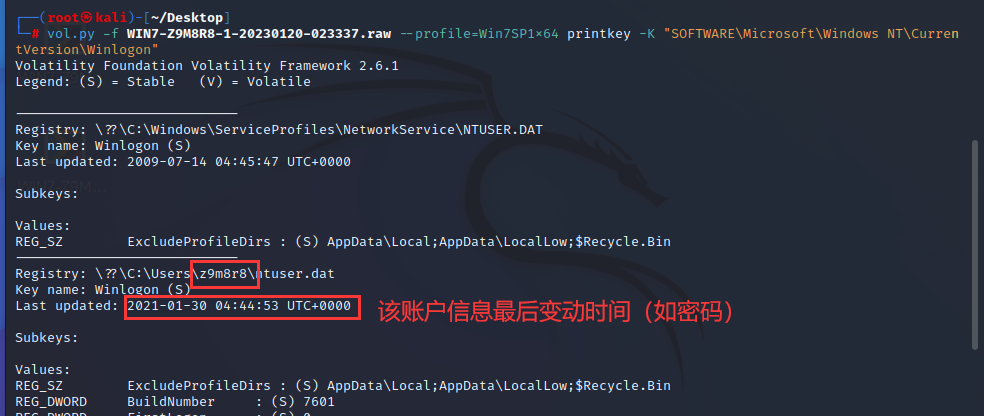 ┌──(root㉿kali)-[~/Desktop]
└─# vol.py -f WIN7-Z9M8R8-1-20230120-023337.raw --profile=Win7SP1×64 printkey -K "SOFTWARE\Microsoft\Windows NT\Curren
tVersion\Winlogon"
Volatility Foundation Volatility Framework 2.6.1
Legend: (S) = Stable   (V) = Volatile
----------------------------
Registry: \??\C:\Windows\ServiceProfiles\NetworkService\NTUSER.DAT
Key name: Winlogon (S)
Last updated: 2009-07-14 04:45:47 UTC+0000
Subkeys:
Values:
REG_SZ        ExcludeProfileDirs : (S) AppData\Local;AppData\LocalLow;$Recycle.Bin
----------------------------
Registry: \??\C:\Users\z9m8r8\ntuser.dat
Key name: Winlogon (S)
Last updated: 2021-01-30 04:44:53 UTC+0000
该账户信息最后变动时间（如密码）
Subkeys:
Values:
REG_SZ        ExcludeProfileDirs : (S) AppData\Local;AppData\LocalLow;$Recycle.Bin
REG_DWORD     BuildNumber     : (S) 7601